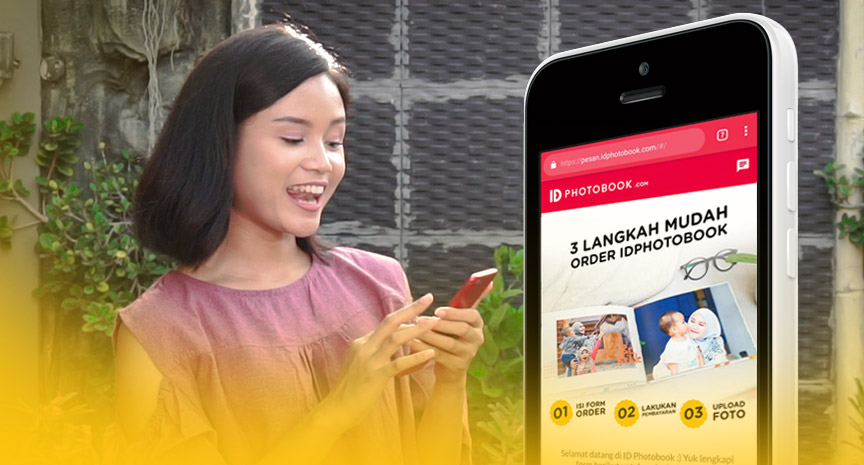 https://pesan.idphotobook.com/#/
7
ID PHOTOBOOK.COM
3 LANGKAH MUDAH
ORDER IDPHOTOBOOK
01 ISI FORM
ORDER
02 LAKUKAN
PEMBAYARAN
03 UPLOAD
FOTO
Selamat datang di ID Photobook :) Yuk lengkapi